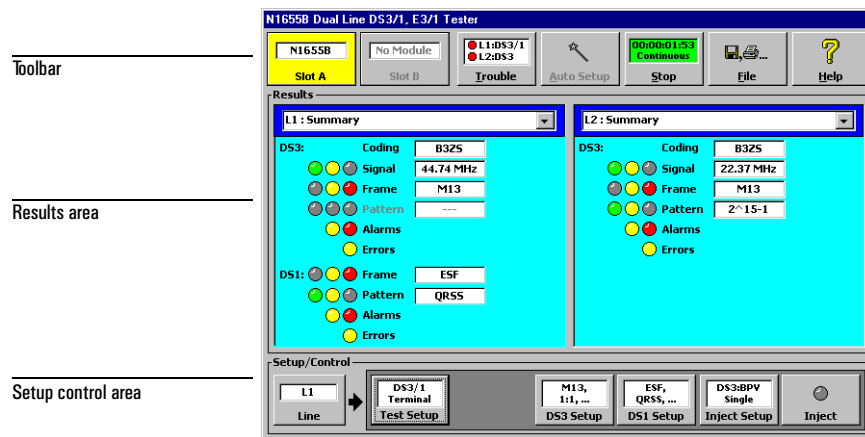 N1655B Dual Line DS3/1, E3/1 Tester
Toolbar
N1655B
Slot A
No Module
Slot B
L1:DS3/1
L2:DS3
Trouble
Auto Setup
00:00:01:53
Continuous
Stop
File
Help
Results
L1 : Summary
DS3: Coding B3ZS
Signal 44.74 MHz
Frame M13
Pattern ---
Alarms
Errors
DS1: Frame ESF
Pattern QRSS
Alarms
Errors
L2 : Summary
DS3: Coding B3ZS
Signal 22.37 MHz
Frame M13
Pattern 2^15-1
Alarms
Errors
Results area
Setup/Control
Setup control area
L1
Line
DS3/1
Terminal
Test Setup
M13,
1:1, ...
DS3 Setup
ESF,
QRSS, ...
DS1 Setup
DS3:BPV
Single
Inject Setup
Inject